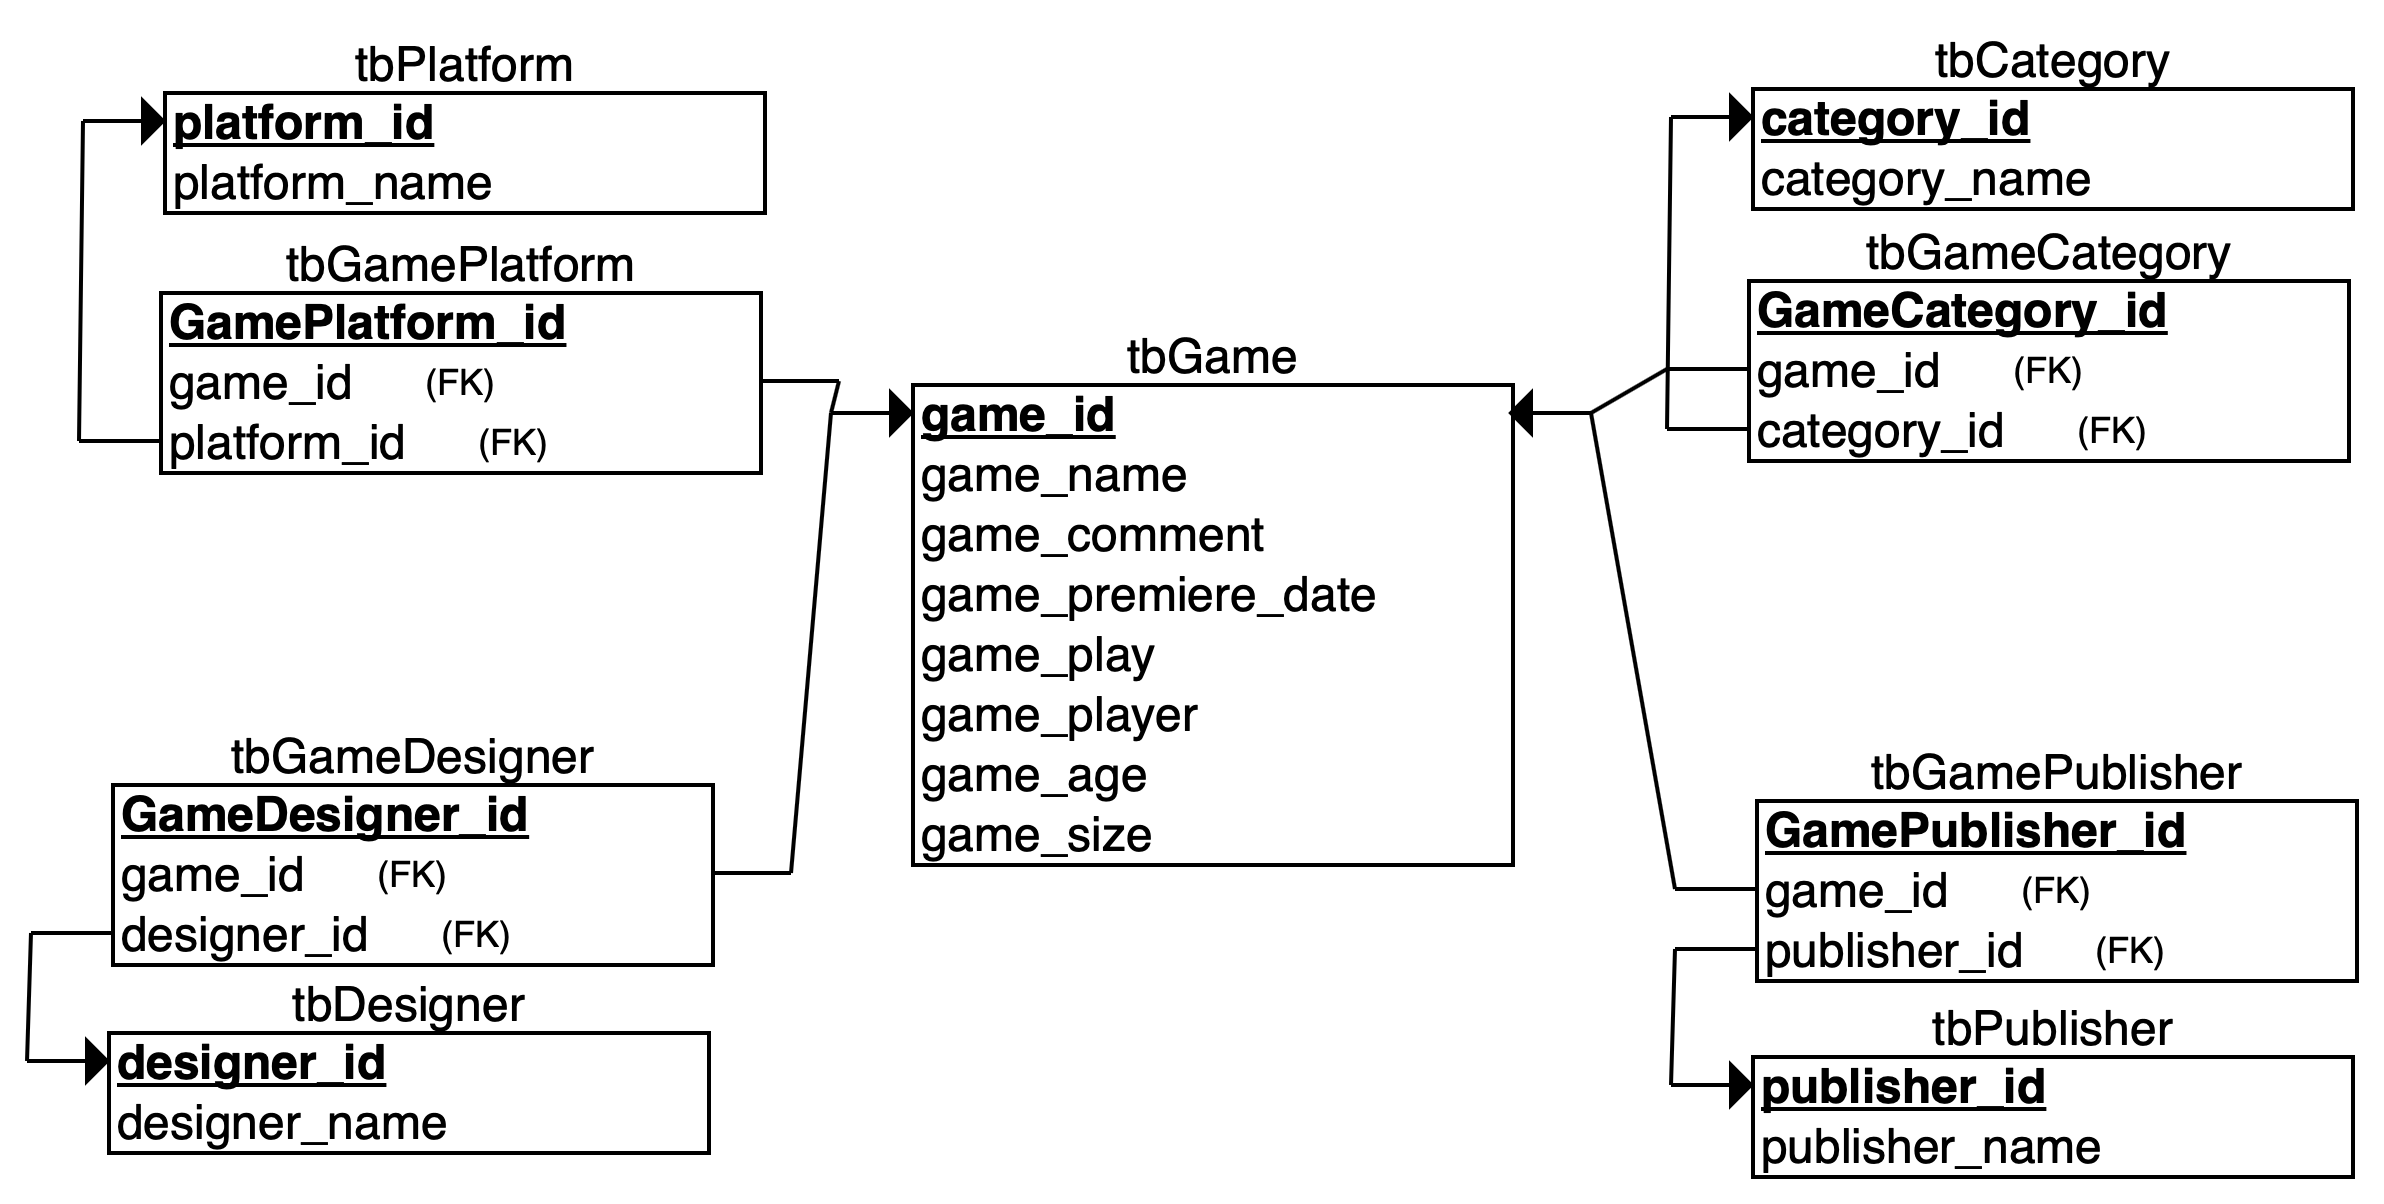 tbPlatform
platform_id
platform_name
tbGamePlatform
GamePlatform_id
game_id (FK)
platform_id (FK)
tbGameDesigner
GameDesigner_id
game_id (FK)
designer_id (FK)
tbDesigner
designer_id
designer_name
tbGame
game_id
game_name
game_comment
game_premiere_date
game_play
game_player
game_age
game_size
tbCategory
category_id
category_name
tbGameCategory
GameCategory_id
game_id (FK)
category_id (FK)
tbGamePublisher
GamePublisher_id
game_id (FK)
publisher_id (FK)
tbPublisher
publisher_id
publisher_name